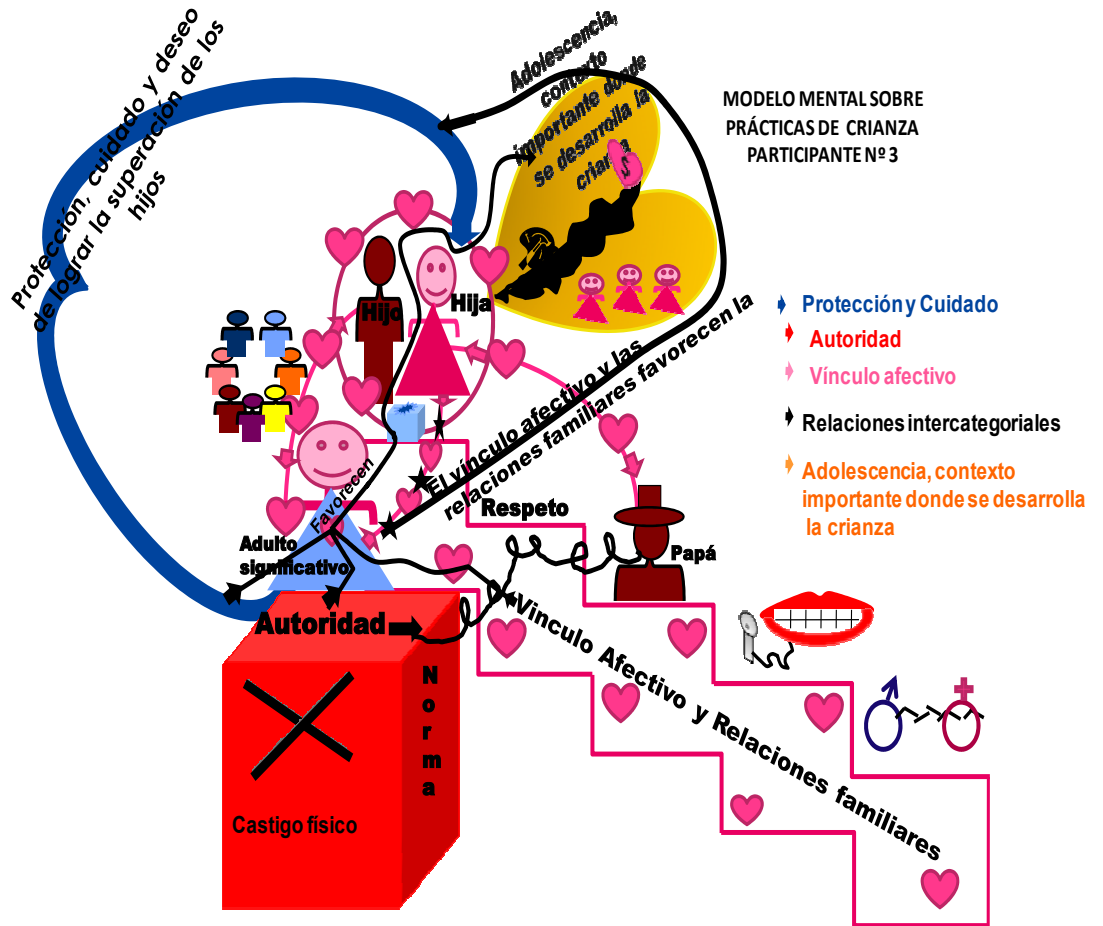 Protección, cuidado y deseo
de lograr la superación de los
hijos
Adolescencia,
contexto
importante donde
se desarrolla la
crianza
MODELO MENTAL SOBRE
PRÁCTICAS DE CRIANZA
PARTICIPANTE Nº 3
Hijo
Hija
Protección y Cuidado
Autoridad
Vínculo afectivo
Relaciones intercategoriales
Adolescencia, contexto
importante donde se desarrolla
la crianza
El vínculo afectivo y las
relaciones familiares favorecen la
Favorecen
Respeto
Papá
Adulto
significativo
Autoridad
Norma
Vinculo Afectivo y Relaciones familiares
Castigo físico